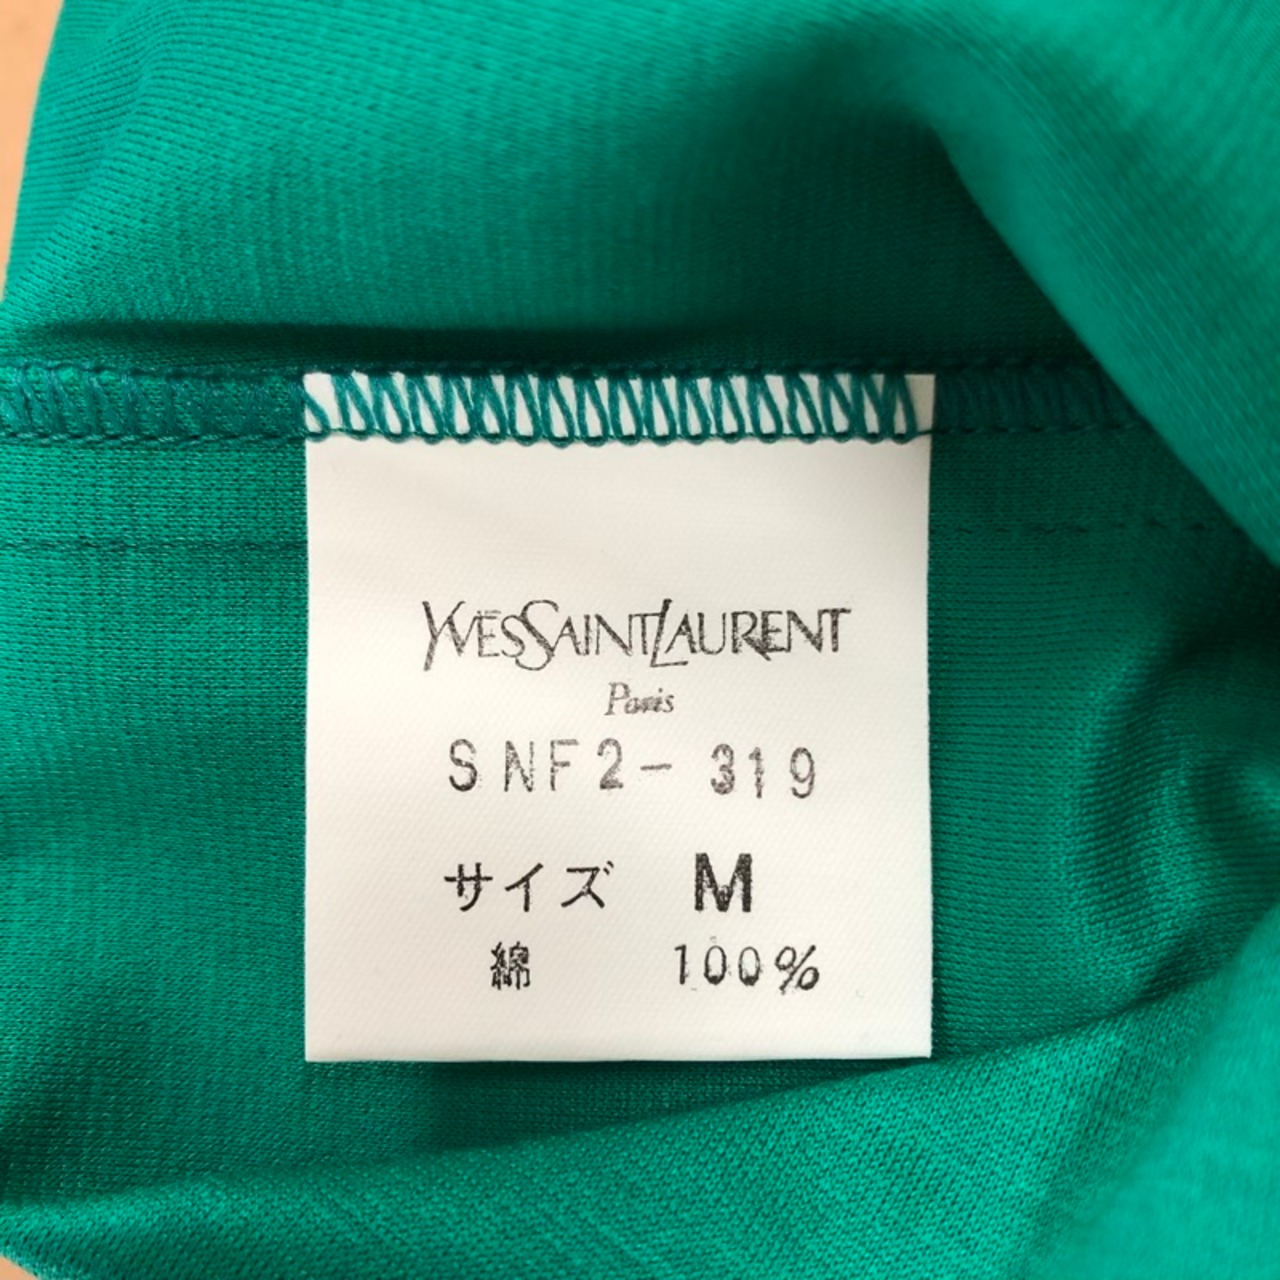 YVESSAINTLAURENT
Paris
SNF2-319
サイズ M
綿 100%